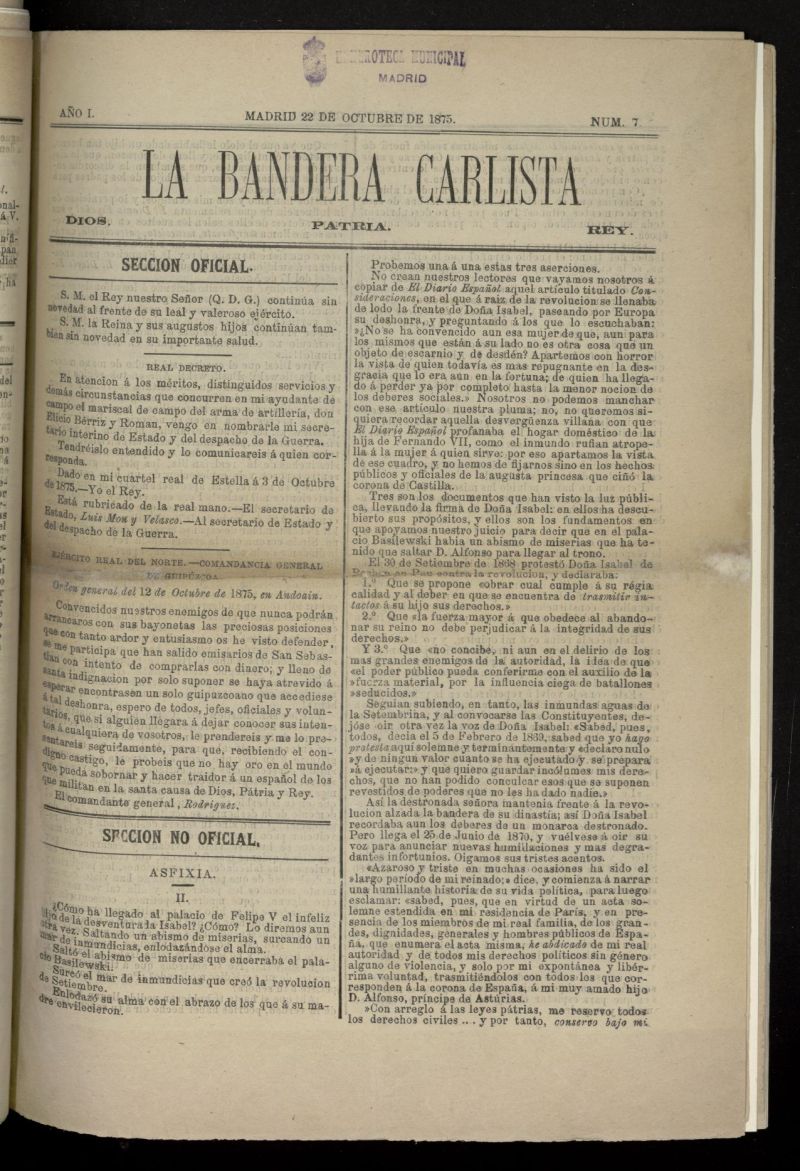 HEMEROTECA MUNICIPAL
MADRID
AÑO I.
MADRID 22 DE OCTUBRE DE 1875.
NUM. 7.
LA BANDERA CARLISTA
DIOS.
PATRIA.
REY.
SECCION OFICIAL.
S. M. el Rey nuestro Señor (Q. D. G.) continúa sin
novedad al frente de su leal y valeroso ejército.
S. M. la Reina y sus augustos hijos continúan tam-
bien sin novedad en su importante salud.
REAL DECRETO.
En atencion á los méritos, distinguidos servicios y
demás circunstancias que concurren en mi ayudante de
campo el mariscal de campo del arma de artillería, don
Elicio Bérriz y Roman, vengo en nombrarle mi secre-
tario interino de Estado y del despacho de la Guerra.
Tendréislo entendido y lo comunicareis á quien cor-
responda.
Dado en mi cuartel real de Estella á 3 de Octubre
de 1875.—Yo el Rey.
Está rubricado de la real mano.—El secretario de
Estado, Luis Mon y Velasco.—Al secretario de Estado y
del despacho de la Guerra.
EJÉRCITO REAL DEL NORTE.—COMANDANCIA GENERAL
DE GUIPÚZCOA
Orden general del 12 de Octubre de 1875, en Andoain.
Convencidos nuestros enemigos de que nunca podrán
arrancaros con sus bayonetas las preciosas posiciones
que con tanto ardor y entusiasmo os he visto defender,
se me participa que han salido emisarios de San Sebas-
tian con intento de comprarlas con dinero; y lleno de
santa indignacion por solo suponer se haya atrevido á
esperar encontrasen un solo guipuzcoano que accediese
á tal deshonra, espero de todos, jefes, oficiales y volun-
tarios, que si alguien llegara á dejar conocer sus inten-
tos á cualquiera de vosotros, le prendereis y me lo pre-
sentareis seguidamente, para que, recibiendo el con-
digno castigo, le probeis que no hay oro en el mundo
que pueda sobornar y hacer traidor á un español de los
que militan en la santa causa de Dios, Pátria y Rey.
El comandante general, Rodriguez.
SECCION NO OFICIAL.
ASFIXIA.
II.
¿Cómo ha llegado al palacio de Felipe V el infeliz
hijo de la desventurada Isabel? ¿Cómo? Lo diremos aun
otra vez. Saltando un abismo de miserias, surcando un
mar de inmundicias, enlodazándose el alma.
Saltó el abismo de miserias que encerraba el pala-
cio Basilewski.
Surcó el mar de inmundicias que creó la revolucion
de Setiembre.
Enlodazó su alma con el abrazo de los que á su ma-
dre envilecieron.
Probemos una á una estas tres aserciones.
No crean nuestros lectores que vayamos nosotros á
copiar de El Diario Español aquel artículo titulado Con-
sideraciones, en el que á raiz de la revolucion se llenaba
de lodo la frente de Doña Isabel, paseando por Europa
su deshonra, y preguntando á los que lo escuchaban:
»¿No se ha convencido aun esa mujer de que, aun para
los mismos que están á su lado no es otra cosa que un
objeto de escarnio y de desdén? Apartemos con horror
la vista de quien todavía es mas repugnante en la des-
gracia que lo era aun en la fortuna; de quien ha llega-
do á perder ya por completo hasta la menor nocion de
los deberes sociales.» Nosotros no podemos manchar
con ese artículo nuestra pluma; no, no queremos si-
quiera recordar aquella desvergüenza villana con que
El Diario Español profanaba el hogar doméstico de la
hija de Fernando VII, como el inmundo rufian atrope-
lla á la mujer á quien sirve: por eso apartamos la vista
de ese cuadro, y no hemos de fijarnos sino en los hechos
públicos y oficiales de la augusta princesa que ciñó la
corona de Castilla.
Tres son los documentos que han visto la luz públi-
ca, llevando la firma de Doña Isabel: en ellos ha descu-
bierto sus propósitos, y ellos son los fundamentos en
que apoyamos nuestro juicio para decir que en el pala-
cio Basilewski habia un abismo de miserias que ha te-
nido que saltar D. Alfonso para llegar al trono.
El 30 de Setiembre de 1868 protestó Doña Isabel de
Borbon en Pau contra la revolucion, y declaraba:
1.º Que se propone «obrar cual cumple á su régia
calidad y al deber en que se encuentra de trasmitir in-
tactos á su hijo sus derechos.»
2.º Que «la fuerza mayor á que obedece al abando-
nar su reino no debe perjudicar á la integridad de sus
derechos.»
Y 3.º Que «no concibe, ni aun en el delirio de los
mas grandes enemigos de la autoridad, la idea de que
«el poder público pueda conferirme con el auxilio de la
»fuerza material, por la influencia ciega de batallones
»seducidos.»
Seguian subiendo, en tanto, las inmundas aguas de
la Setembrina, y al convocarse las Constituyentes, de-
jóse oir otra vez la voz de Doña Isabel: «Sabed, pues,
todos, decia el 5 de Febrero de 1869, sabed que yo hago
protesta aquí solemne y terminantemente y »declaro nulo
»y de ningun valor cuanto se ha ejecutado y se prepara
»á ejecutar:» y que quiero guardar incólumes mis dere-
chos, que no han podido conculcar esos que se suponen
revestidos de poderes que no les ha dado nadie.»
Así la destronada señora mantenia frente á la revo-
lucion alzada la bandera de su dinastía; así Doña Isabel
recordaba aun los deberes de un monarca destronado.
Pero llega el 25 de Junio de 1870, y vuélvese á oir su
voz para anunciar nuevas humillaciones y mas degra-
dantes infortunios. Oigamos sus tristes acentos.
«Azaroso y triste en muchas ocasiones ha sido el
»largo período de mi reinado;» dice, y comienza á narrar
una humillante historia de su vida política, para luego
esclamar: «sabed, pues, que en virtud de un acta so-
lemne estendida en mi residencia de París, y en pre-
sencia de los miembros de mi real familia, de los gran-
des, dignidades, generales y hombres públicos de Espa-
ña, que enumera el acta misma, he abdicado de mi real
autoridad y de todos mis derechos políticos sin género
alguno de violencia, y solo por mi expontánea y libér-
rima voluntad, trasmitiéndolos con todos los que cor-
responden á la corona de España, á mi muy amado hijo
D. Alfonso, príncipe de Astúrias.
»Con arreglo á las leyes pátrias, me reservo todos
los derechos civiles ... y por tanto, conservo bajo mi